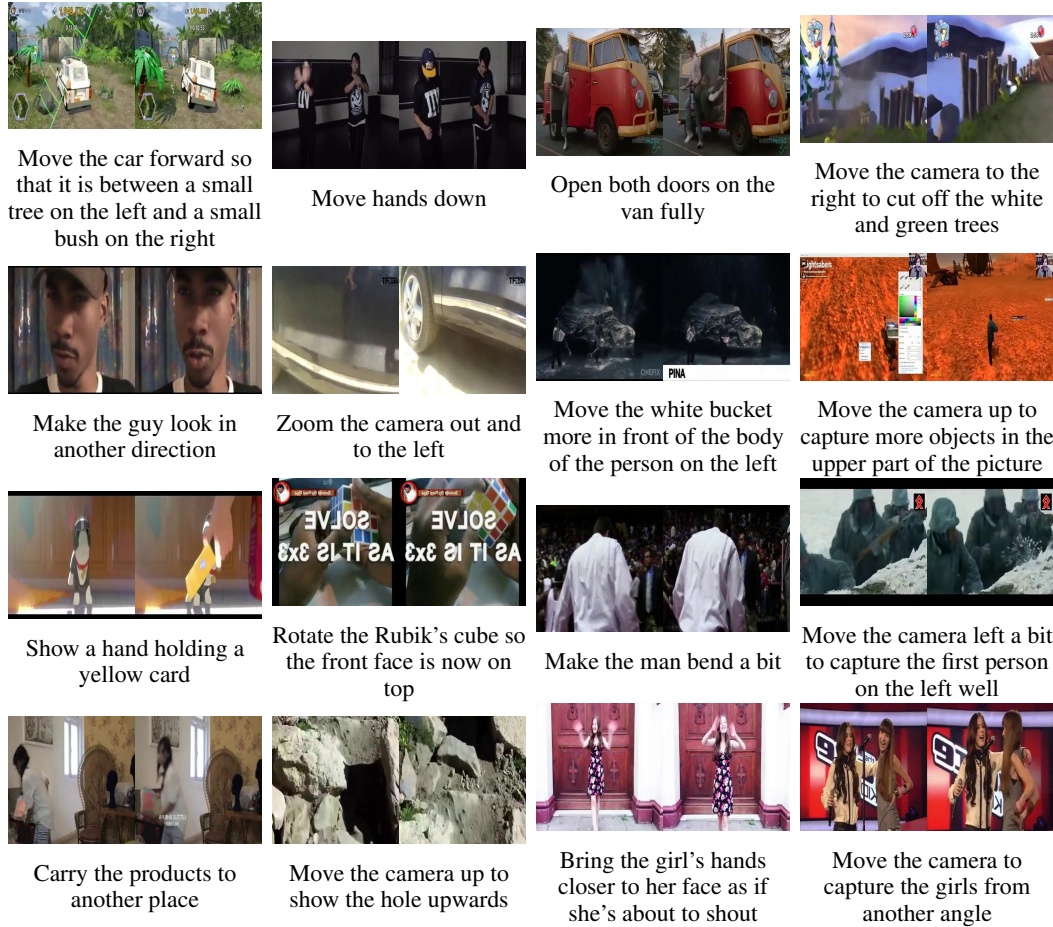 Move the car forward so
that it is between a small
tree on the left and a small
bush on the right
Move hands down
Open both doors on the
van fully
Move the camera to the
right to cut off the white
and green trees
PINA
Make the guy look in
another direction
Zoom the camera out and
to the left
Move the white bucket
more in front of the body
of the person on the left
Move the camera up to
capture more objects in the
upper part of the picture
SOLVE
AS IT IS 3x3
SOLVE
AS IT IS 3x3
Show a hand holding a
yellow card
Rotate the Rubik's cube so
the front face is now on
top
Make the man bend a bit
Move the camera left a bit
to capture the first person
on the left well
Carry the products to
another place
Move the camera up to
show the hole upwards
Bring the girl's hands
closer to her face as if
she's about to shout
Move the camera to
capture the girls from
another angle